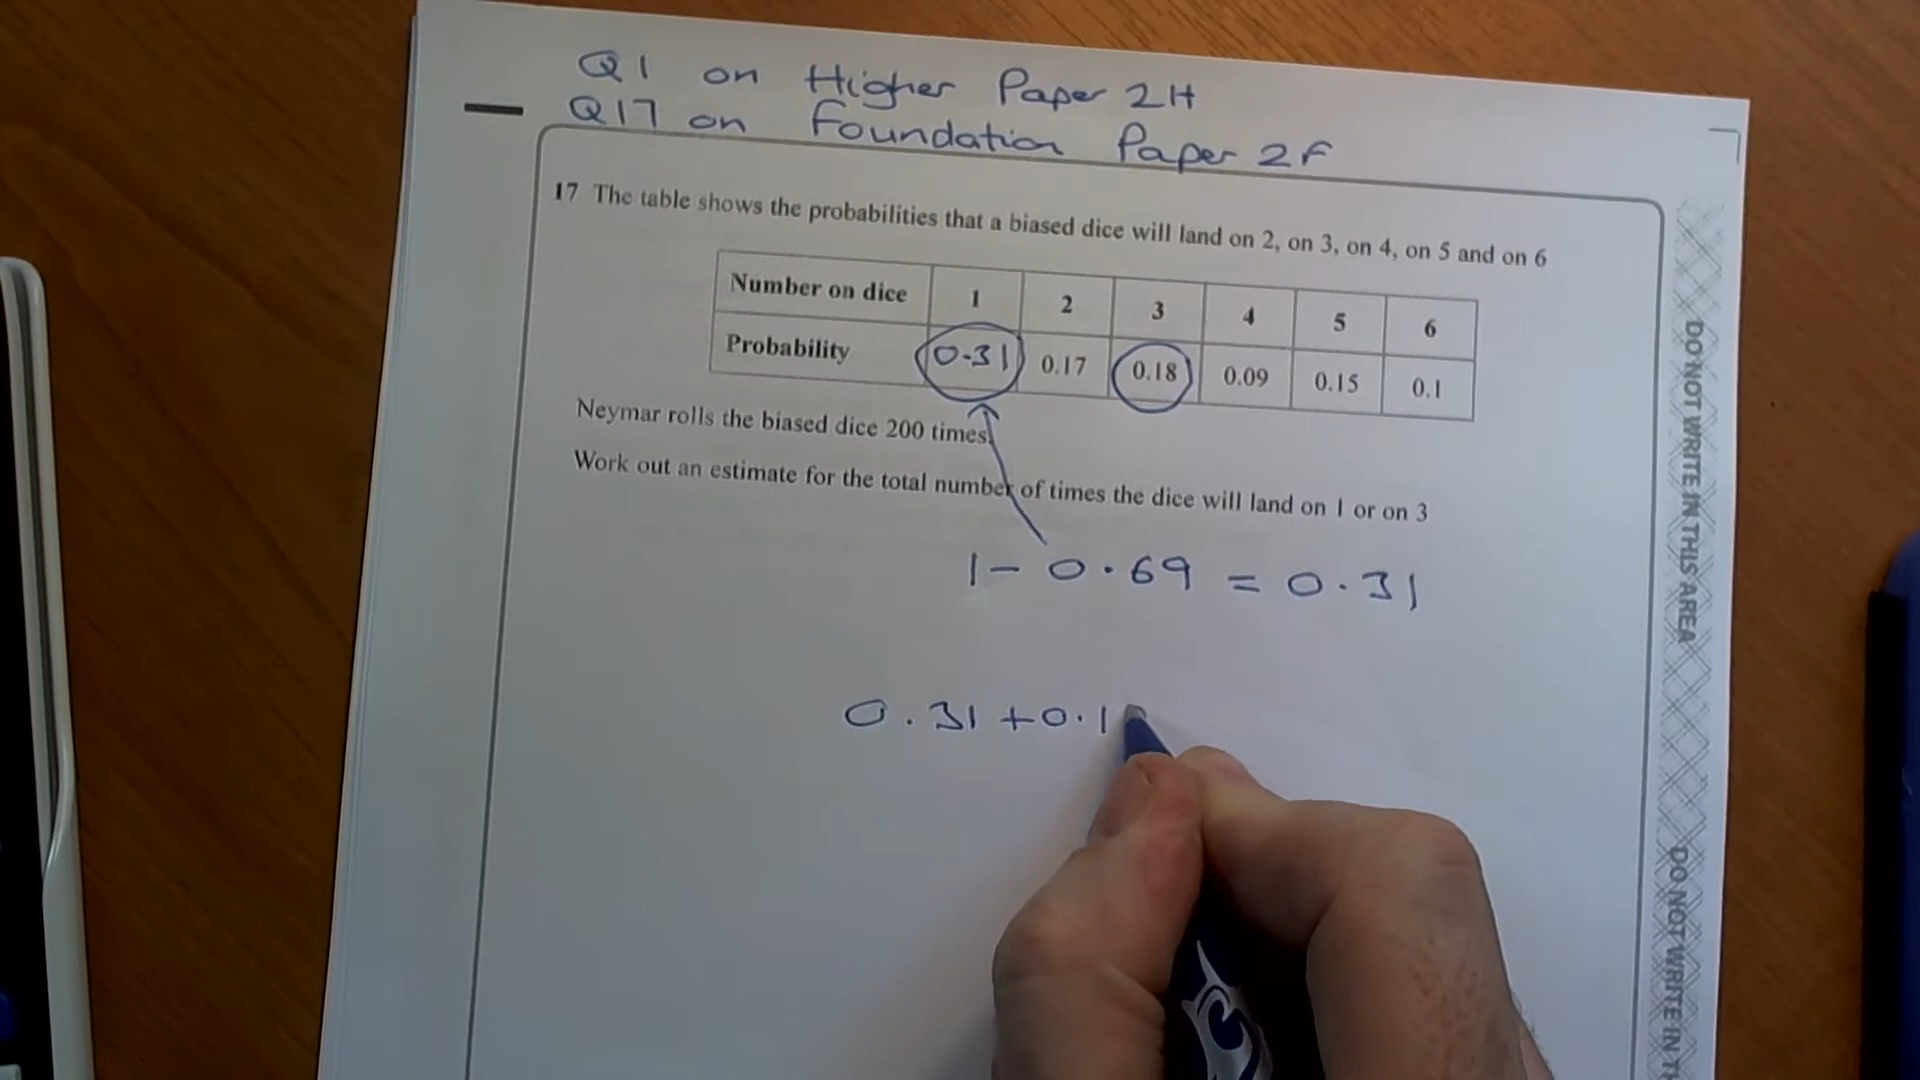 Q1 on Higher Paper 2H
Q17 on Foundation Paper 2F
17 The table shows the probabilities that a biased dice will land on 2, on 3, on 4, on 5 and on 6
Number on dice 1 2 3 4 5 6
Probability 0.31 0.17 0.18 0.09 0.15 0.1
Neymar rolls the biased dice 200 times.
Work out an estimate for the total number of times the dice will land on 1 or on 3
1 - 0.69 = 0.31
0.31 + 0.1
DO NOT WRITE IN THIS AREA
DO NOT WRITE IN